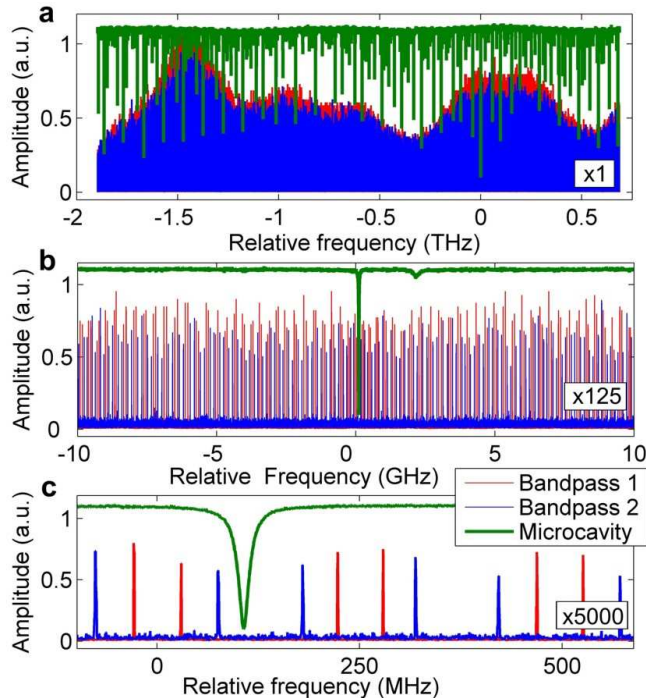 a
Amplitude (a.u.)
1
0.5
0
x1
-2
-1.5
-1
-0.5
0
0.5
Relative frequency (THz)
b
Amplitude (a.u.)
1
0.5
0
x125
-10
-5
0
5
10
Relative Frequency (GHz)
Bandpass 1
Bandpass 2
Microcavity
c
Amplitude (a.u.)
1
0
x5000
0
250
500
Relative frequency (MHz)